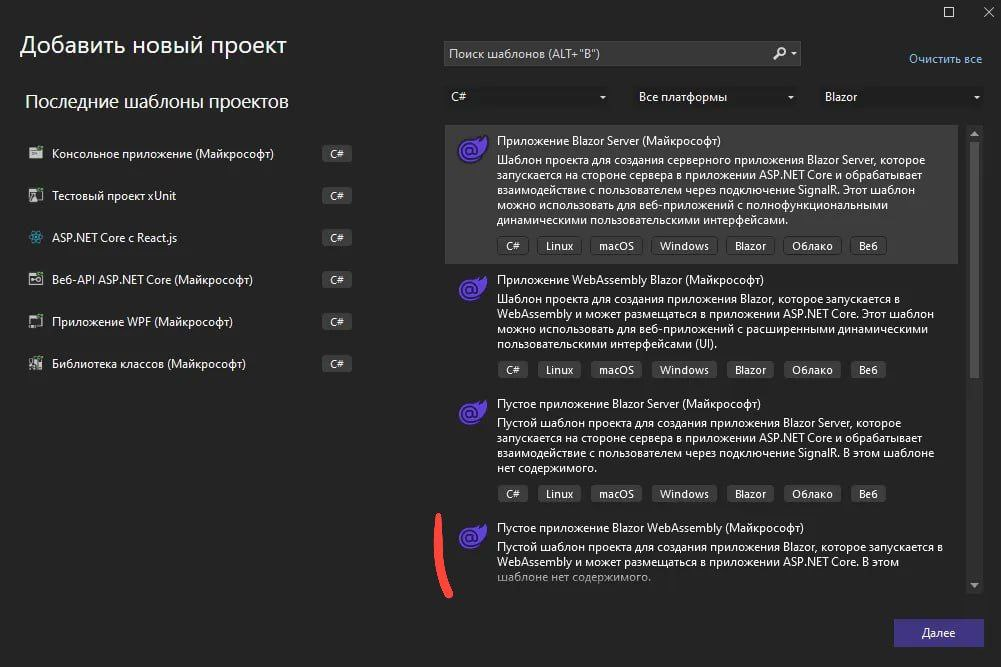 Добавить новый проект
Поиск шаблонов (ALT+"B")
Очистить все
Последние шаблоны проектов
C#
Все платформы
Blazor
Консольное приложение (Майкрософт)
C#
Тестовый проект xUnit
C#
ASP.NET Core с React.js
C#
Веб-API ASP.NET Core (Майкрософт)
C#
Приложение WPF (Майкрософт)
C#
Библиотека классов (Майкрософт)
C#
Приложение Blazor Server (Майкрософт)
Шаблон проекта для создания серверного приложения Blazor Server, которое
запускается на стороне сервера в приложении ASP.NET Core и обрабатывает
взаимодействие с пользователем через подключение SignalR. Этот шаблон
можно использовать для веб-приложений с полнофункциональными
динамическими пользовательскими интерфейсами.
C# Linux macOS Windows Blazor Облако Веб
Приложение WebAssembly Blazor (Майкрософт)
Шаблон проекта для создания приложения Blazor, которое запускается в
WebAssembly и может размещаться в приложении ASP.NET Core. Этот шаблон
можно использовать для веб-приложений с расширенными динамическими
пользовательскими интерфейсами (UI).
C# Linux macOS Windows Blazor Облако Веб
Пустое приложение Blazor Server (Майкрософт)
Пустой шаблон проекта для создания приложения Blazor Server, которое
запускается на стороне сервера в приложении ASP.NET Core и обрабатывает
взаимодействие с пользователем через подключение SignalR. В этом шаблоне
нет содержимого.
C# Linux macOS Windows Blazor Облако Веб
Пустое приложение Blazor WebAssembly (Майкрософт)
Пустой шаблон проекта для создания приложения Blazor, которое запускается в
WebAssembly и может размещаться в приложении ASP.NET Core. В этом
шаблоне нет содержимого.
Далее